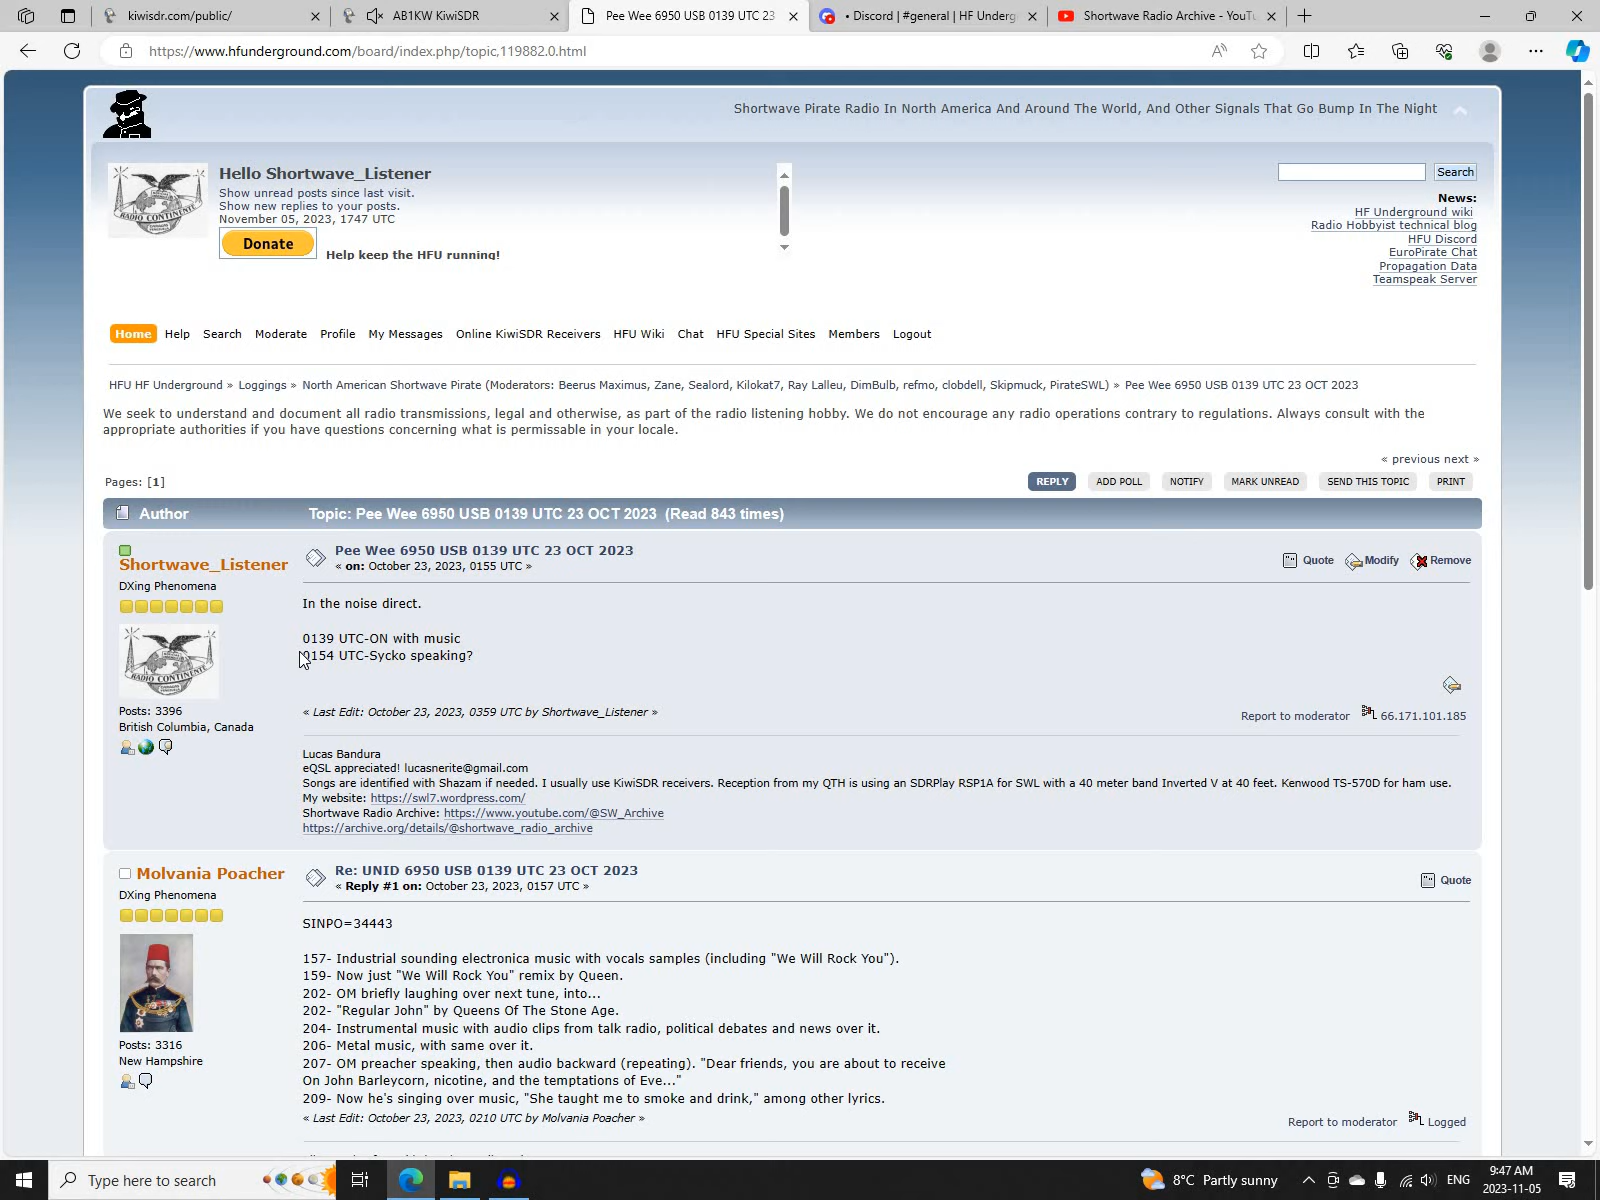 kiwisdr.com/public/
AB1KW KiwiSDR
Pee Wee 6950 USB 0139 UTC 23
• Discord | #general | HF Underg
Shortwave Radio Archive - YouTu
https://www.hfunderground.com/board/index.php/topic,119882.0.html
Shortwave Pirate Radio In North America And Around The World, And Other Signals That Go Bump In The Night
RADIO CONTINENTE
Hello Shortwave_Listener
Show unread posts since last visit.
Show new replies to your posts.
November 05, 2023, 1747 UTC
Donate
Help keep the HFU running!
Search
News:
HF Underground wiki
Radio Hobbyist technical blog
HFU Discord
EuroPirate Chat
Propagation Data
Teamspeak Server
Home Help Search Moderate Profile My Messages Online KiwiSDR Receivers HFU Wiki Chat HFU Special Sites Members Logout
HFU HF Underground » Loggings » North American Shortwave Pirate (Moderators: Beerus Maximus, Zane, Sealord, Kilokat7, Ray Lalleu, DimBulb, refmo, clobdell, Skipmuck, PirateSWL) » Pee Wee 6950 USB 0139 UTC 23 OCT 2023
We seek to understand and document all radio transmissions, legal and otherwise, as part of the radio listening hobby. We do not encourage any radio operations contrary to regulations. Always consult with the
appropriate authorities if you have questions concerning what is permissable in your locale.
« previous next »
Pages: [1]
REPLY ADD POLL NOTIFY MARK UNREAD SEND THIS TOPIC PRINT
Author Topic: Pee Wee 6950 USB 0139 UTC 23 OCT 2023 (Read 843 times)
Shortwave_Listener
DXing Phenomena
RADIO CONTINENTE
Posts: 3396
British Columbia, Canada
Pee Wee 6950 USB 0139 UTC 23 OCT 2023
« on: October 23, 2023, 0155 UTC »
Quote Modify Remove
In the noise direct.
0139 UTC-ON with music
0154 UTC-Sycko speaking?
« Last Edit: October 23, 2023, 0359 UTC by Shortwave_Listener »
Report to moderator 66.171.101.185
Lucas Bandura
eQSL appreciated! lucasnerite@gmail.com
Songs are identified with Shazam if needed. I usually use KiwiSDR receivers. Reception from my QTH is using an SDRPlay RSP1A for SWL with a 40 meter band Inverted V at 40 feet. Kenwood TS-570D for ham use.
My website: https://swl7.wordpress.com/
Shortwave Radio Archive: https://www.youtube.com/@SW_Archive
https://archive.org/details/@shortwave_radio_archive
Molvania Poacher
DXing Phenomena
Posts: 3316
New Hampshire
Re: UNID 6950 USB 0139 UTC 23 OCT 2023
« Reply #1 on: October 23, 2023, 0157 UTC »
Quote
SINPO=34443
157- Industrial sounding electronica music with vocals samples (including "We Will Rock You").
159- Now just "We Will Rock You" remix by Queen.
202- OM briefly laughing over next tune, into...
202- "Regular John" by Queens Of The Stone Age.
204- Instrumental music with audio clips from talk radio, political debates and news over it.
206- Metal music, with same over it.
207- OM preacher speaking, then audio backward (repeating). "Dear friends, you are about to receive
On John Barleycorn, nicotine, and the temptations of Eve..."
209- Now he's singing over music, "She taught me to smoke and drink," among other lyrics.
« Last Edit: October 23, 2023, 0210 UTC by Molvania Poacher »
Report to moderator Logged
Type here to search
8°C Partly sunny
ENG
9:47 AM
2023-11-05